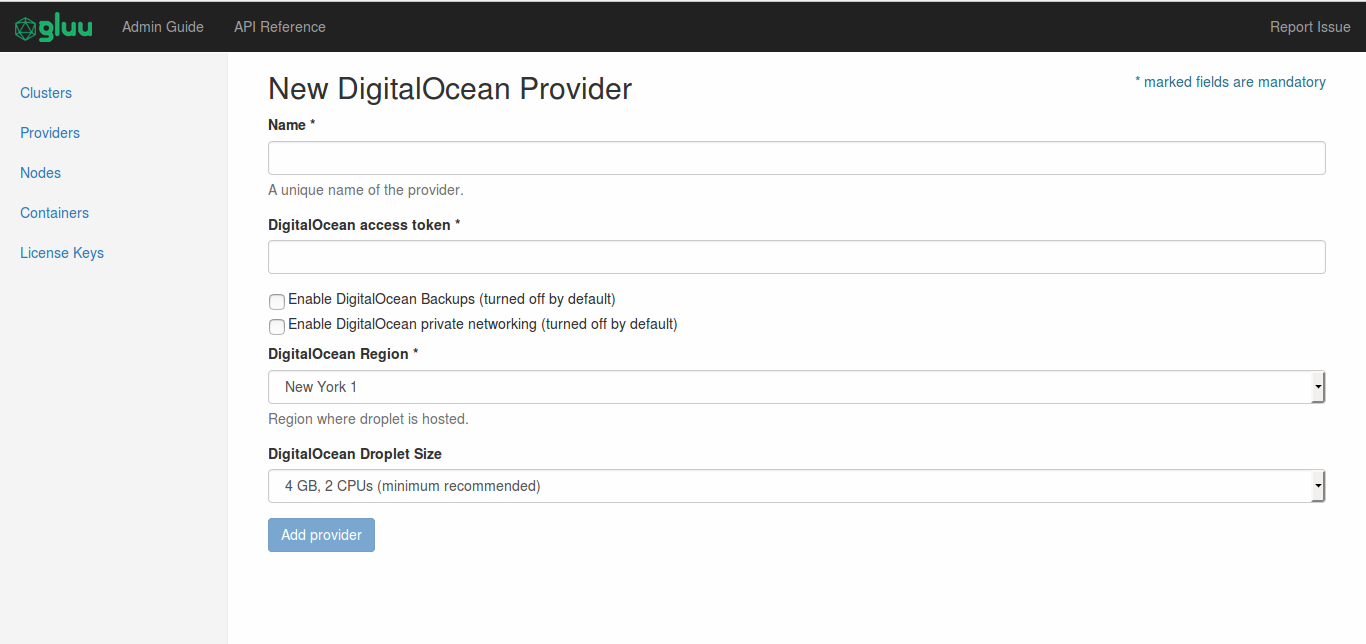 gluu Admin Guide API Reference Report Issue
Clusters
Providers
Nodes
Containers
License Keys
New DigitalOcean Provider
* marked fields are mandatory
Name *
A unique name of the provider.
DigitalOcean access token *
Enable DigitalOcean Backups (turned off by default)
Enable DigitalOcean private networking (turned off by default)
DigitalOcean Region *
New York 1
Region where droplet is hosted.
DigitalOcean Droplet Size
4 GB, 2 CPUs (minimum recommended)
Add provider